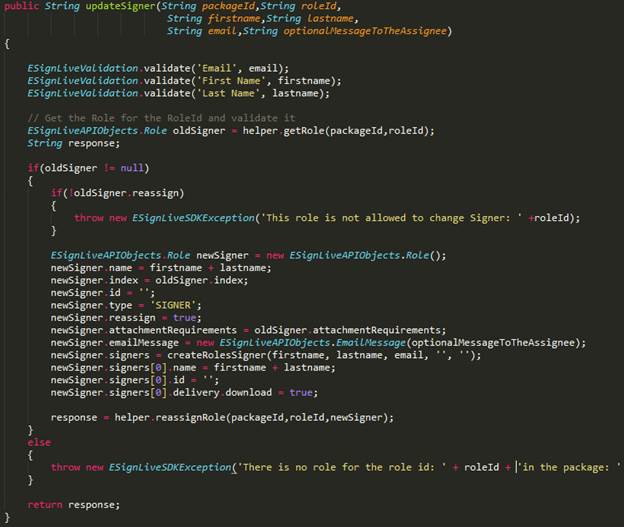 public String updateSigner(String packageId,String roleId,
String firstname,String lastname,
String email,String optionalMessageToTheAssignee)
{
ESignLiveValidation.validate('Email', email);
ESignLiveValidation.validate('First Name', firstname);
ESignLiveValidation.validate('Last Name', lastname);
// Get the Role for the RoleId and validate it
ESignLiveAPIObjects.Role oldSigner = helper.getRole(packageId,roleId);
String response;
if(oldSigner != null)
{
if(!oldSigner.reassign)
{
throw new ESignLiveSDKException('This role is not allowed to change Signer: ' +roleId);
}
ESignLiveAPIObjects.Role newSigner = new ESignLiveAPIObjects.Role();
newSigner.name = firstname + lastname;
newSigner.index = oldSigner.index;
newSigner.id = '';
newSigner.type = 'SIGNER';
newSigner.reassign = true;
newSigner.attachmentRequirements = oldSigner.attachmentRequirements;
newSigner.emailMessage = new ESignLiveAPIObjects.EmailMessage(optionalMessageToTheAssignee);
newSigner.signers = createRolesSigner(firstname, lastname, email, '', '');
newSigner.signers[0].name = firstname + lastname;
newSigner.signers[0].id = '';
newSigner.signers[0].delivery.download = true;
response = helper.reassignRole(packageId,roleId,newSigner);
}
else
{
throw new ESignLiveSDKException('There is no role for the role id: ' + roleId + 'in the package: '
}
return response;
}